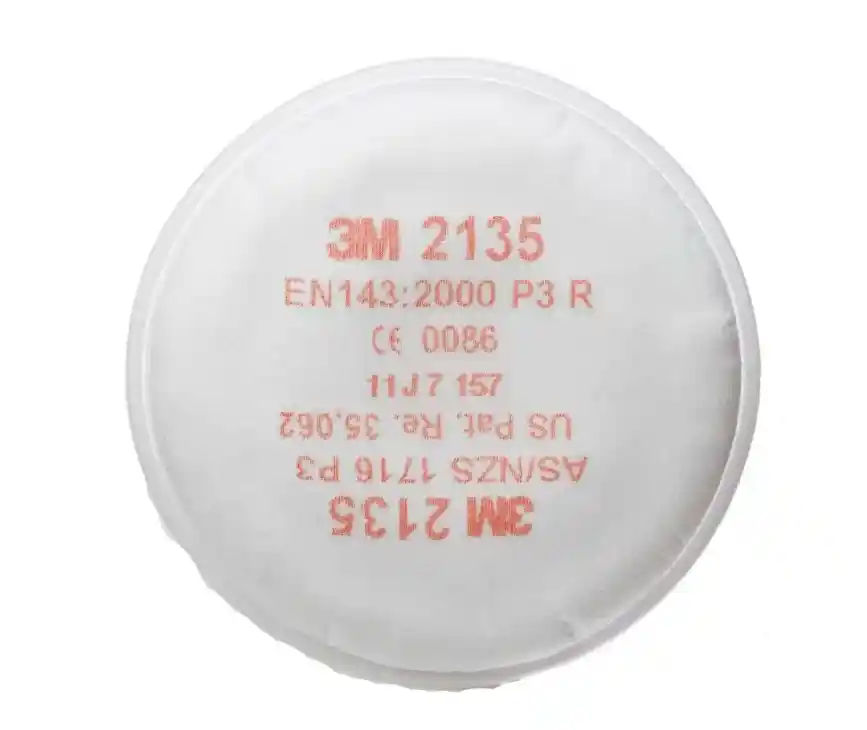 3M 2135
EN143:2000 P3 R
CE 0086
11J7 157
US Pat. Re. 35,062
AS/NZS 1716 P3
3M 2135